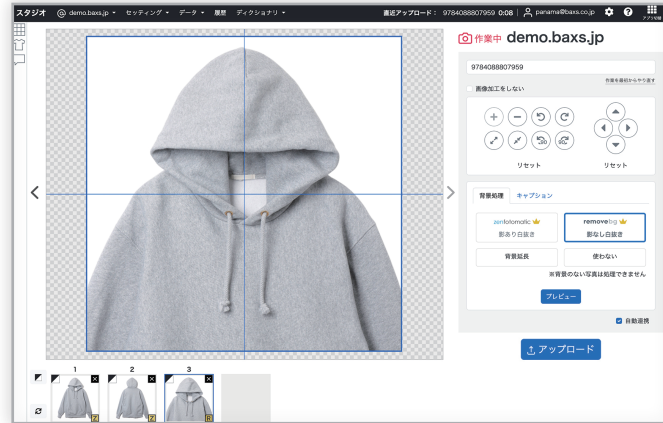 スタジオ @ demo.baxs.jp セッティング データ 履歴 ディクショナリ 直近アップロード： 9784088807959 0:08 panama@baxs.co.jp アプリ切替
作業中 demo.baxs.jp
9784088807959
作業を最初からやり直す
画像加工をしない
90° 90°
リセット リセット
背景処理 キャプション
zenfotomatic removebg
影あり白抜き 影なし白抜き
背景延長 使わない
※背景のない写真は処理できません
プレビュー
自動連携
アップロード
1 2 3
Z Z R